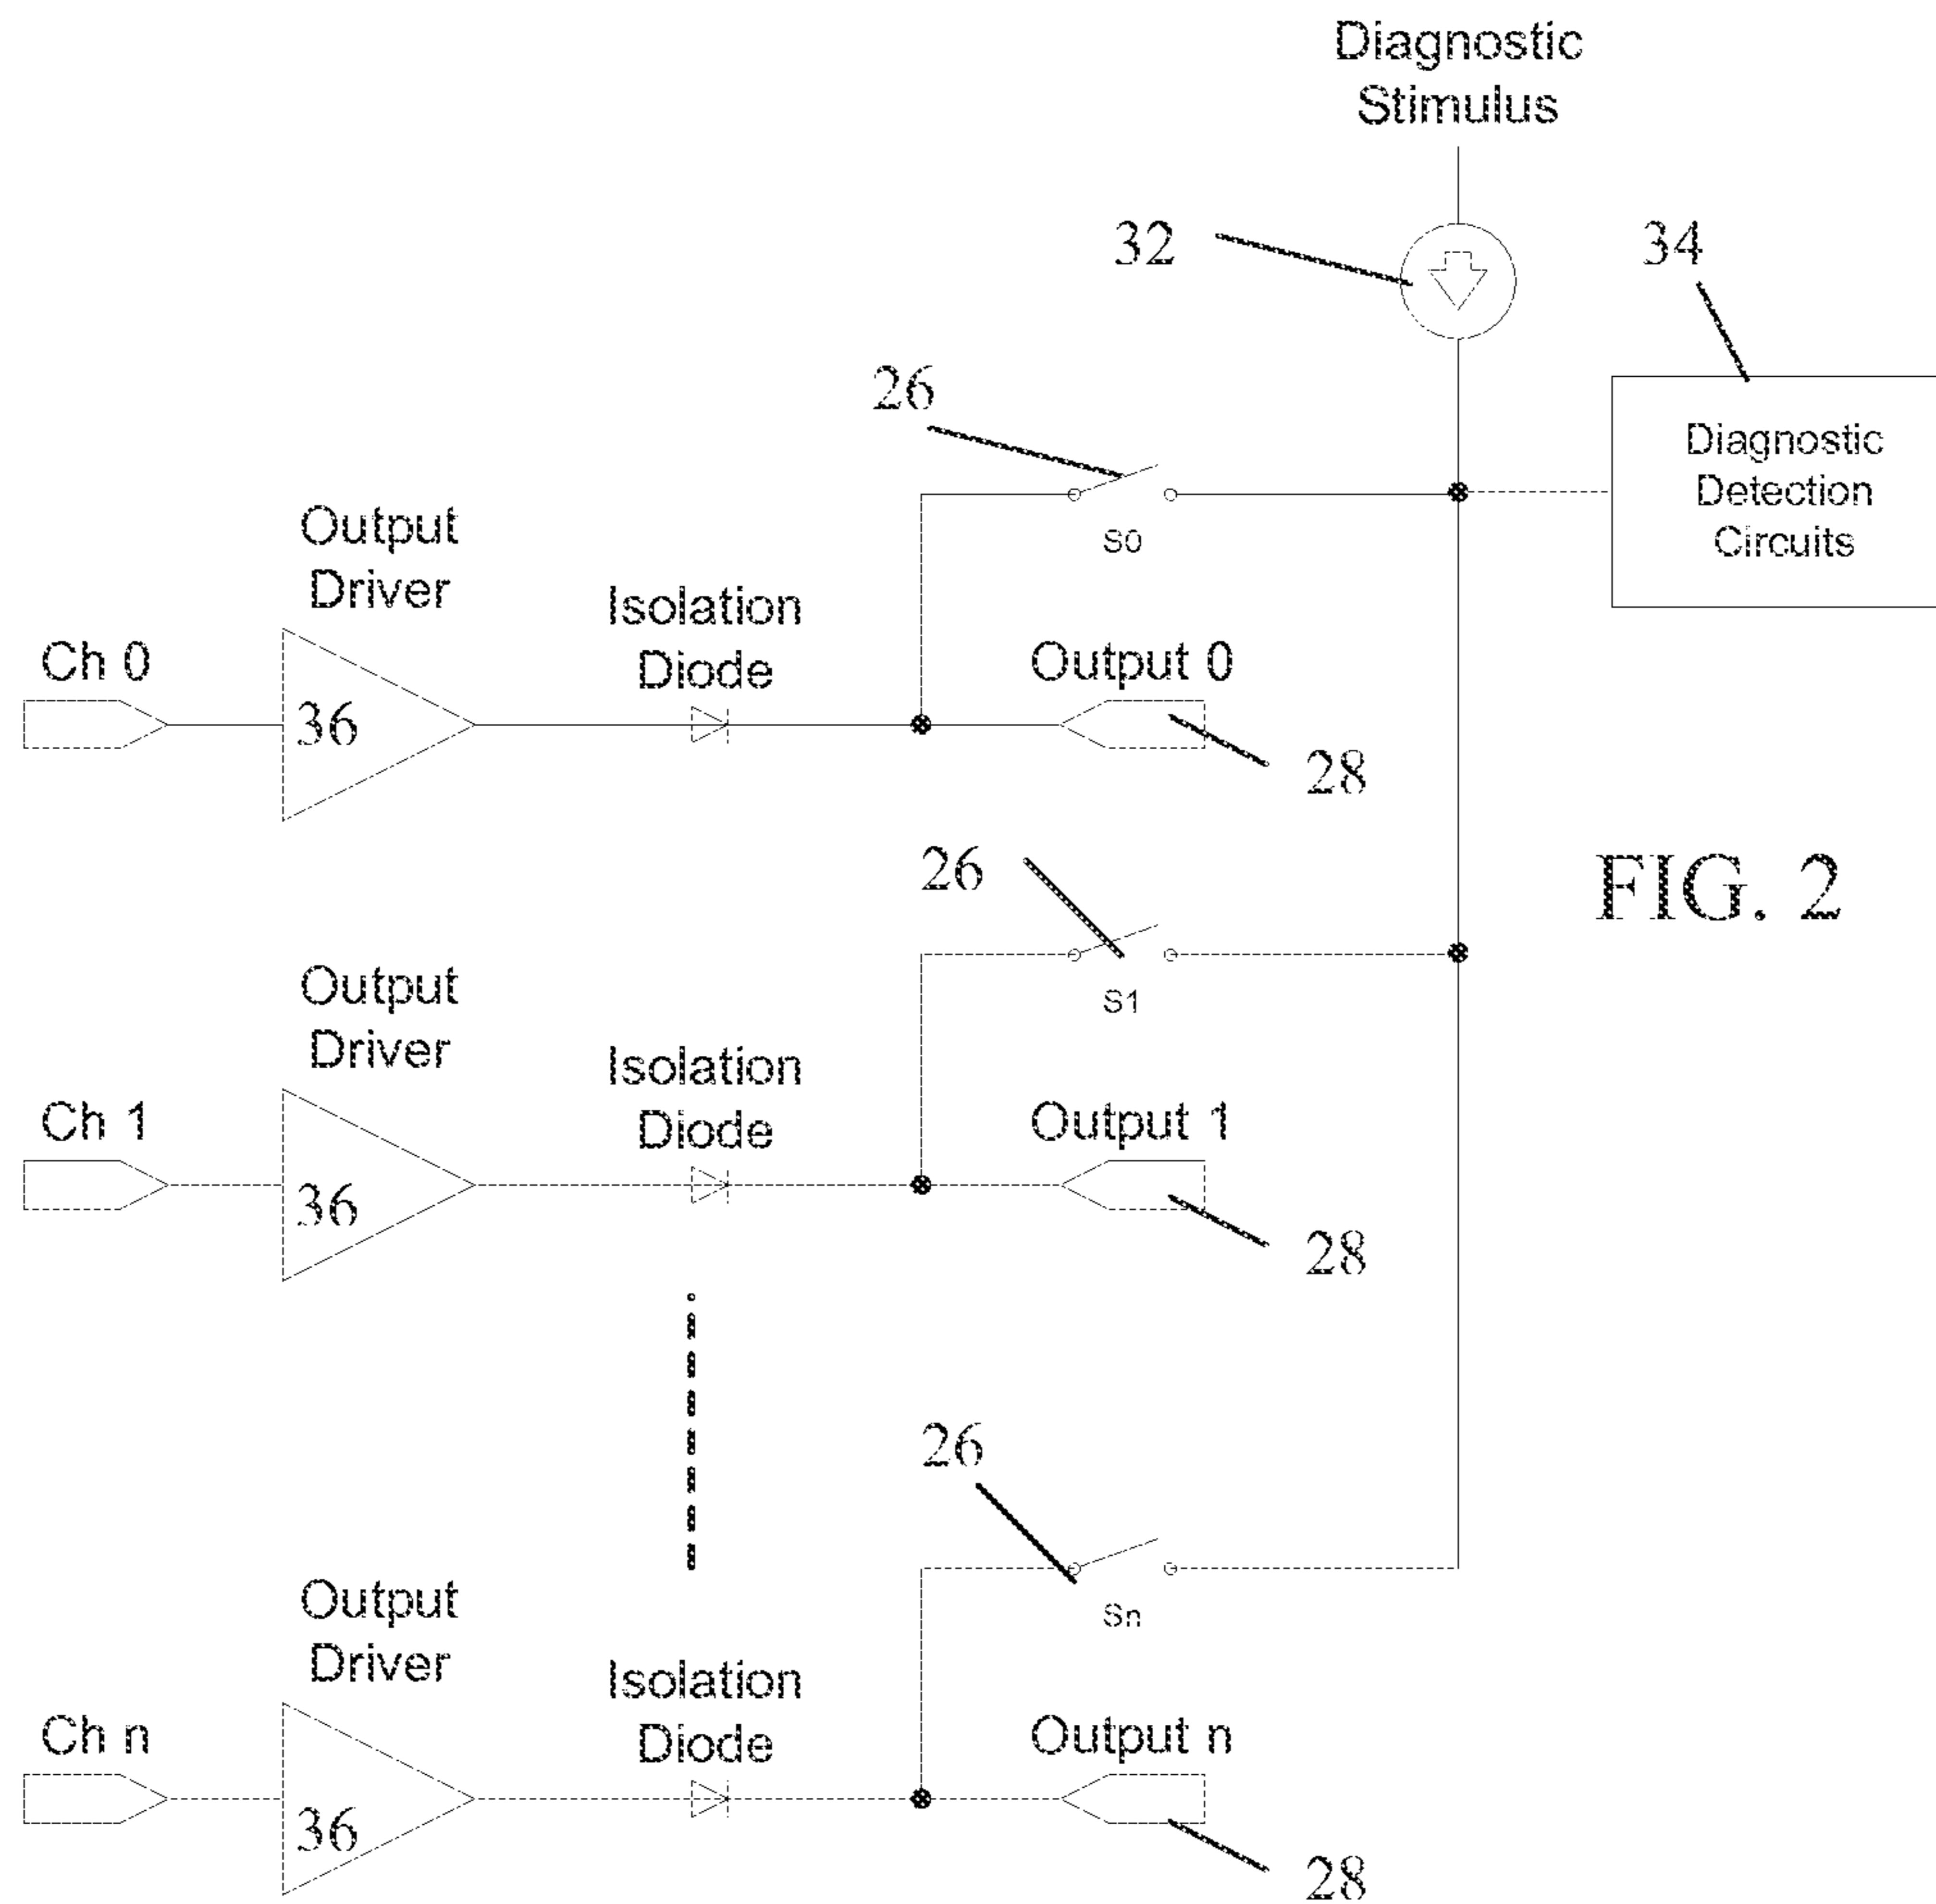 Diagnostic
Stimulus
32
34
26
Diagnostic
Detection
Circuits
S0
Output
Driver
Isolation
Diode
Ch 0
Output 0
36
28
26
FIG. 2
S1
Output
Driver
Isolation
Diode
Ch 1
Output 1
36
28
26
Sn
Output
Driver
Isolation
Diode
Ch n
Output n
36
28